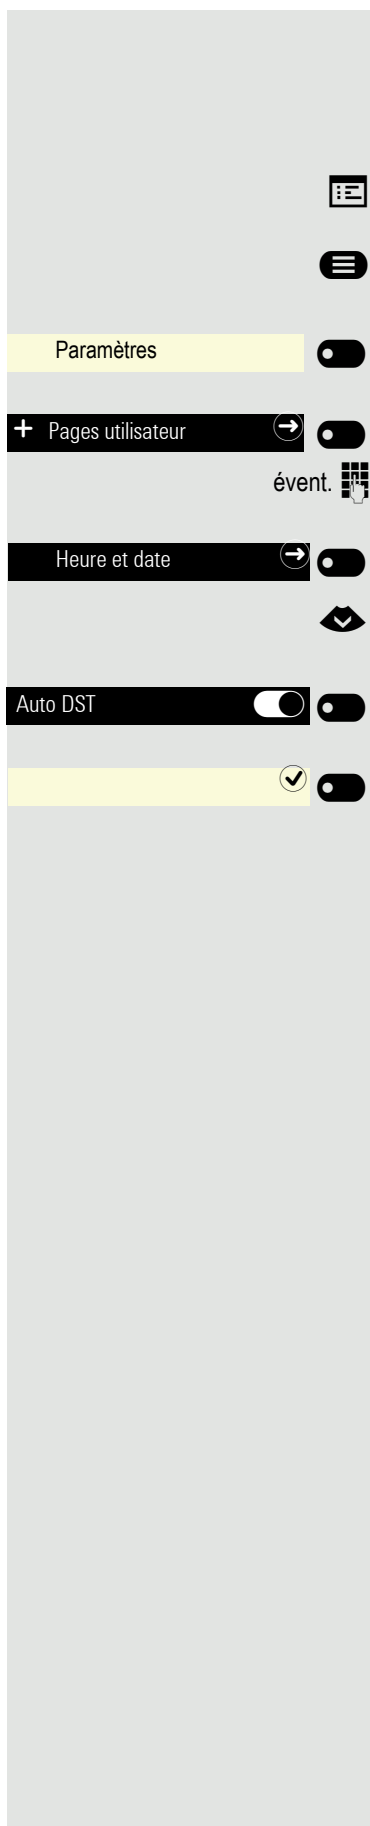 Paramètres
+ Pages utilisateur
évent.
Heure et date
Auto DST